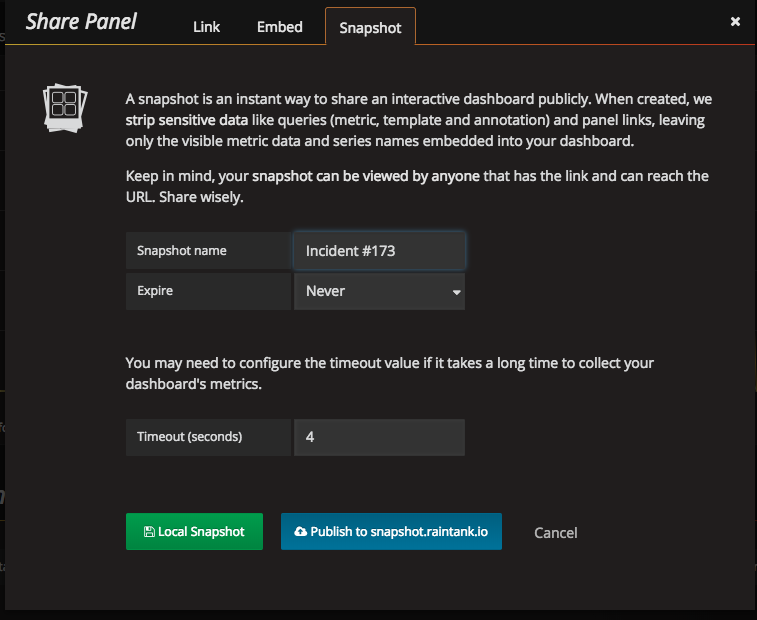 Share Panel
Link
Embed
Snapshot
A snapshot is an instant way to share an interactive dashboard publicly. When created, we
strip sensitive data like queries (metric, template and annotation) and panel links, leaving
only the visible metric data and series names embedded into your dashboard.
Keep in mind, your snapshot can be viewed by anyone that has the link and can reach the
URL. Share wisely.
Snapshot name
Incident #173
Expire
Never
You may need to configure the timeout value if it takes a long time to collect your
dashboard's metrics.
Timeout (seconds)
4
Local Snapshot
Publish to snapshot.raintank.io
Cancel